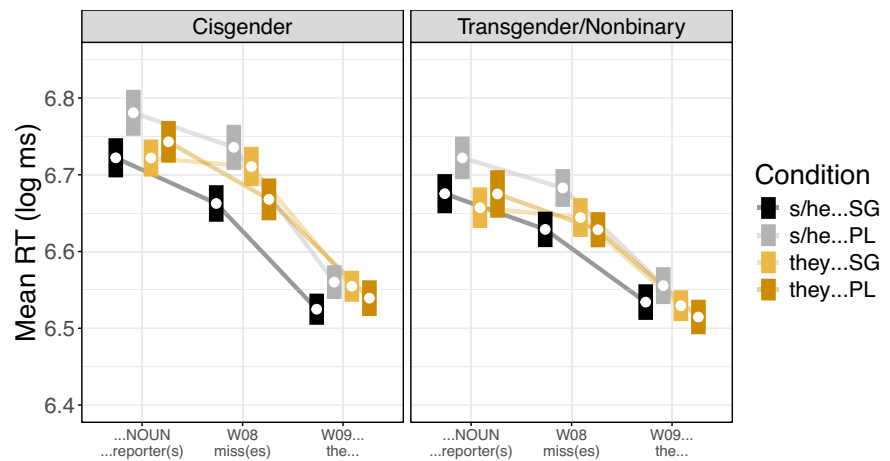 Cisgender
Transgender/Nonbinary
Mean RT (log ms)
6.8
6.7
6.6
6.5
6.4
...NOUN
...reporter(s)
W08
miss(es)
W09...
the...
...NOUN
...reporter(s)
W08
miss(es)
W09...
the...
Condition
s/he...SG
s/he...PL
they...SG
they...PL